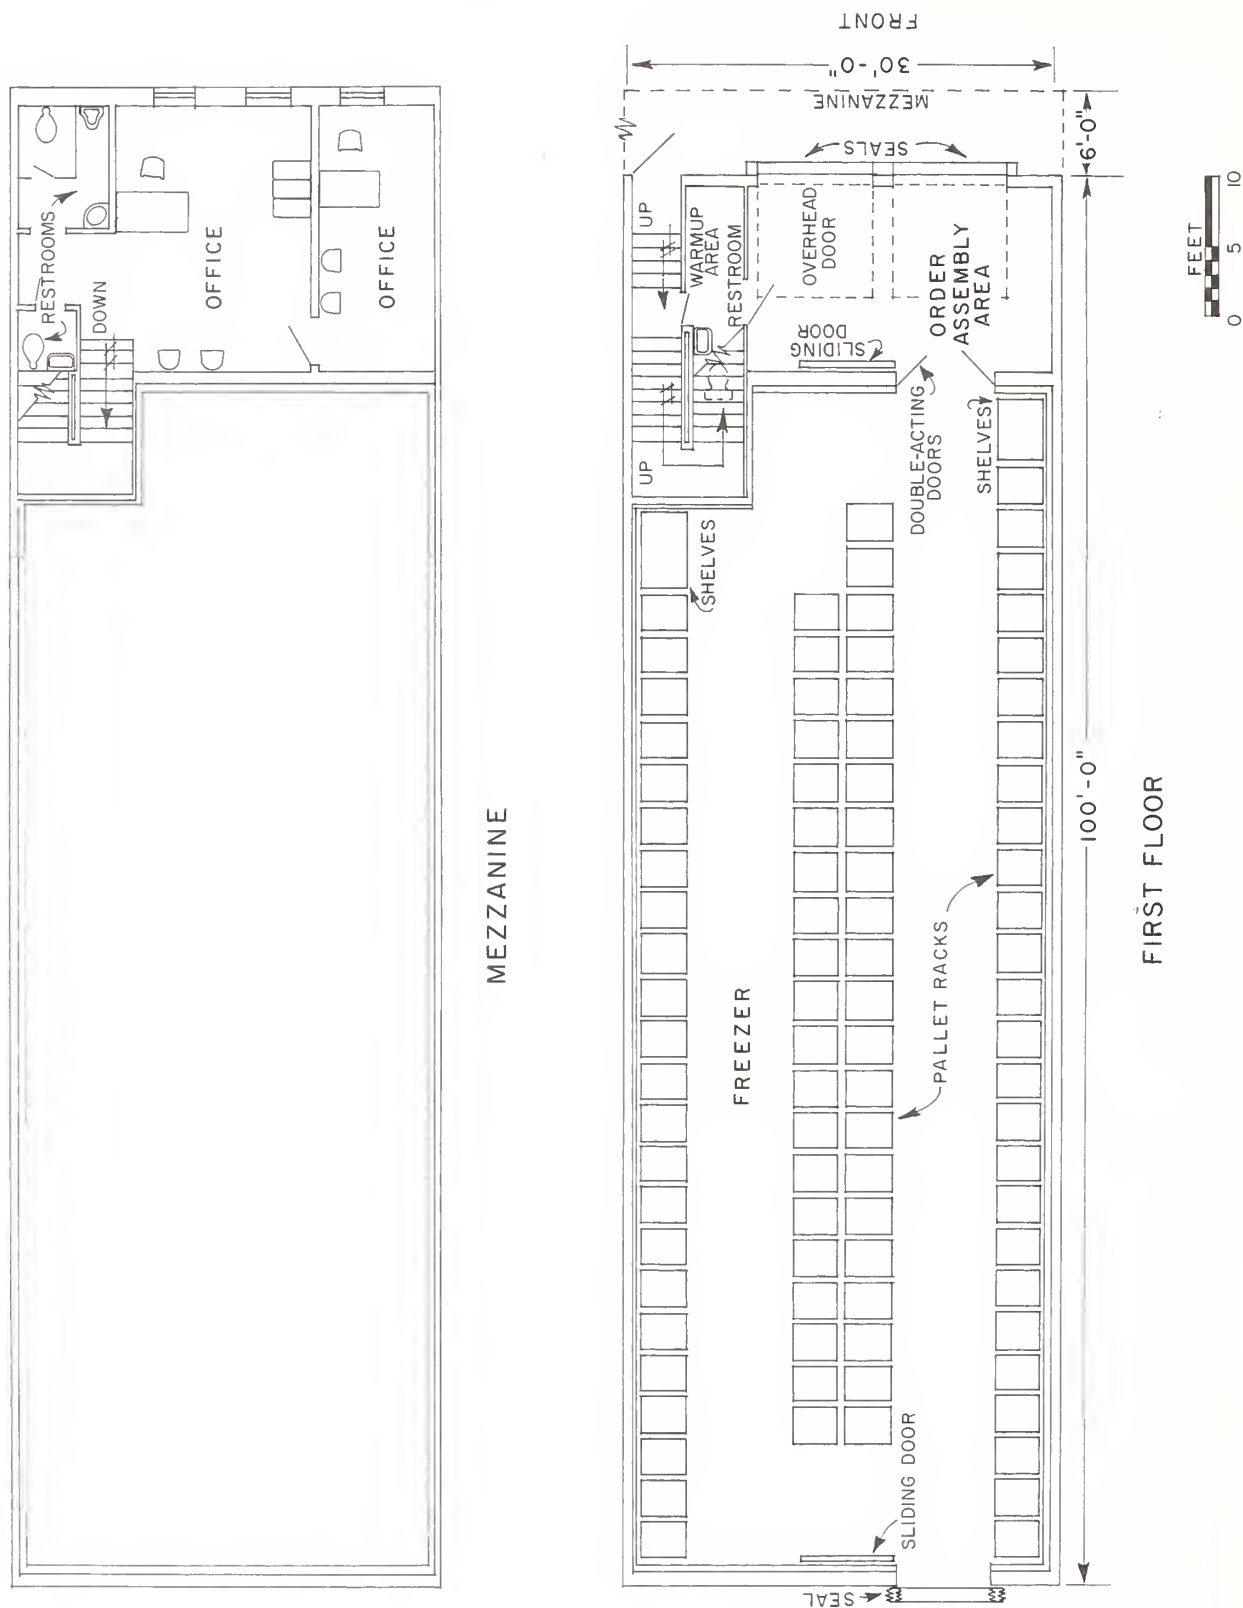 RESTROOMS
DOWN
OFFICE
OFFICE
MEZZANINE
FRONT
30'-0"
MEZZANINE
6'-0"
SEALS
UP
WARMUP
AREA
RESTROOM
OVERHEAD
DOOR
ORDER
ASSEMBLY
AREA
SLIDING
DOOR
UP
DOUBLE-ACTING
DOORS
SHELVES
SHELVES
FREEZER
PALLET RACKS
SLIDING DOOR
SEAL
100'-0"
FIRST FLOOR
FEET
0 5 10